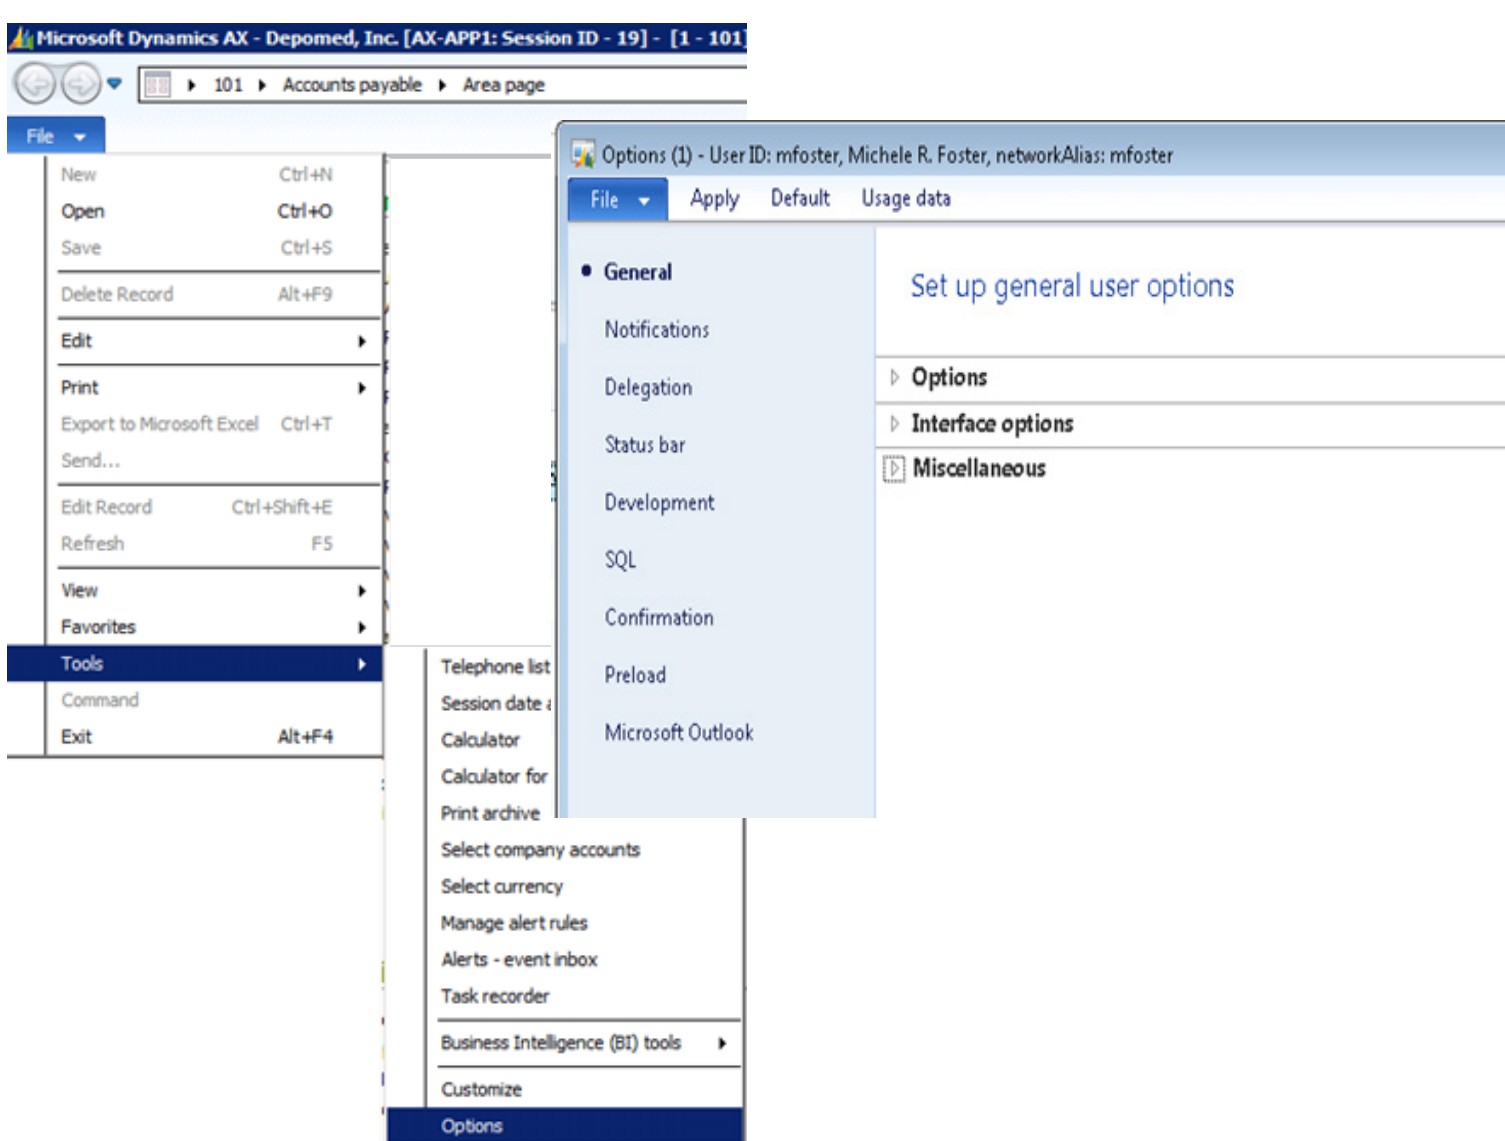 Microsoft Dynamics AX - Depomed, Inc. [AX-APP1: Session ID - 19] - [1 - 101]
101 Accounts payable Area page
File
New Ctrl+N
Open Ctrl+O
Save Ctrl+S
Delete Record Alt+F9
Edit
Print
Export to Microsoft Excel Ctrl+T
Send...
Edit Record Ctrl+Shift+E
Refresh F5
View
Favorites
Tools
Command
Exit Alt+F4
Telephone list
Session date
Calculator
Calculator for
Print archive
Select company accounts
Select currency
Manage alert rules
Alerts - event inbox
Task recorder
Business Intelligence (BI) tools
Customize
Options
Options (1) - User ID: mfoster, Michele R. Foster, networkAlias: mfoster
File Apply Default Usage data
General
Notifications
Delegation
Status bar
Development
SQL
Confirmation
Preload
Microsoft Outlook
Set up general user options
Options
Interface options
Miscellaneous